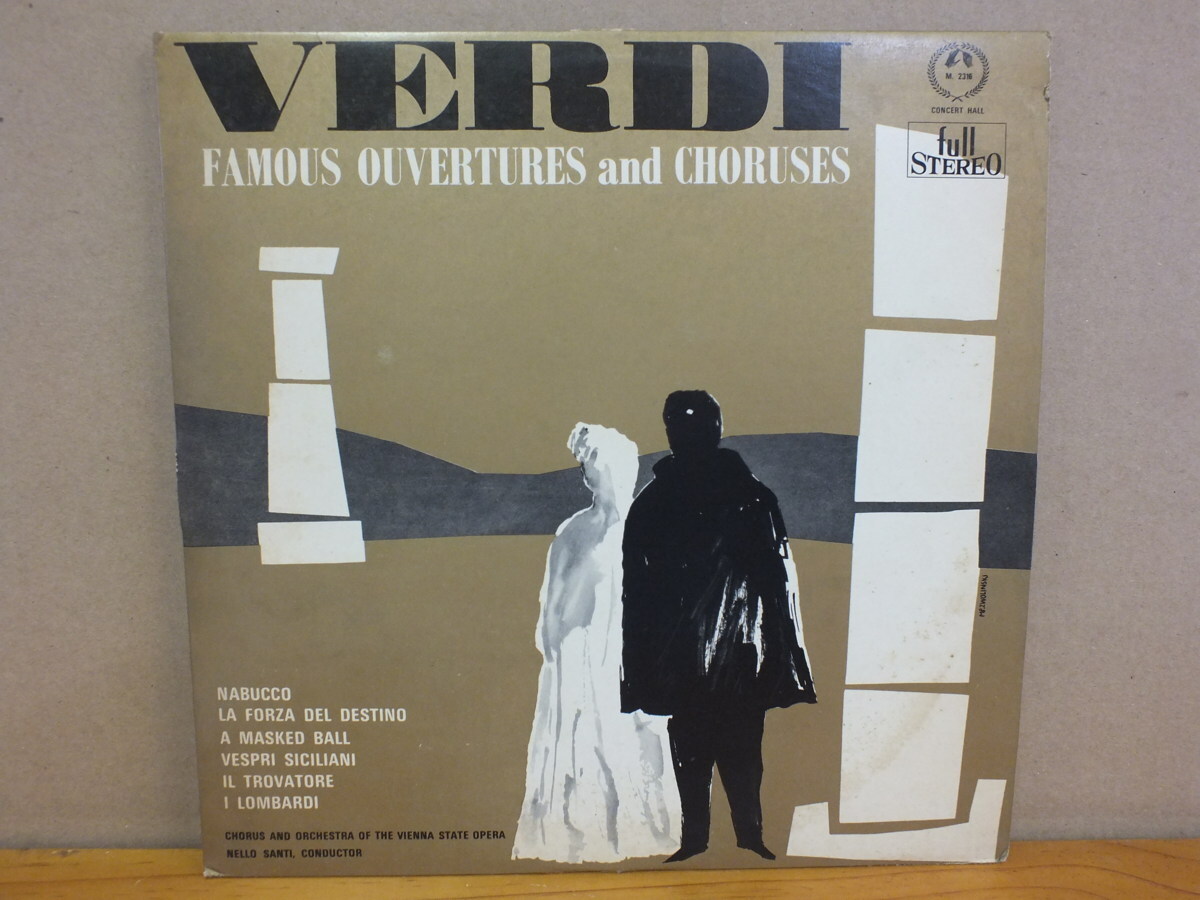 VERDI
FAMOUS OUVERTURES and CHORUSES
M. 2316
CONCERT HALL
full
STEREO
NABUCCO
LA FORZA DEL DESTINO
A MASKED BALL
VESPRI SICILIANI
IL TROVATORE
I LOMBARDI
CHORUS AND ORCHESTRA OF THE VIENNA STATE OPERA
NELLO SANTI, CONDUCTOR